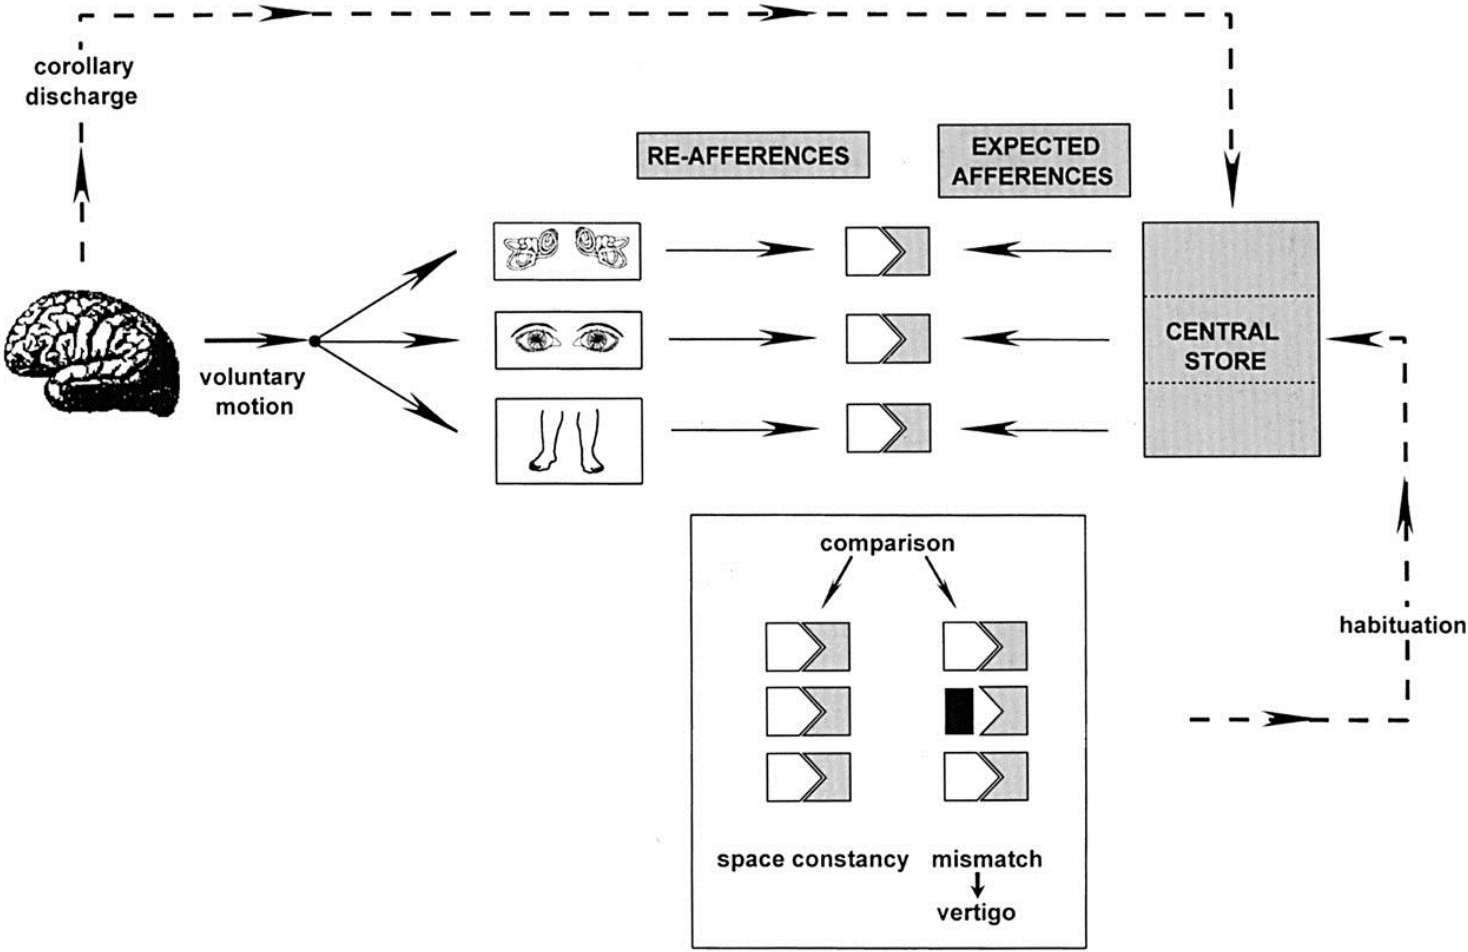 corollary
discharge
RE-AFFERENCES
EXPECTED
AFFERENCES
voluntary
motion
CENTRAL
STORE
comparison
habituation
space constancy
mismatch
vertigo